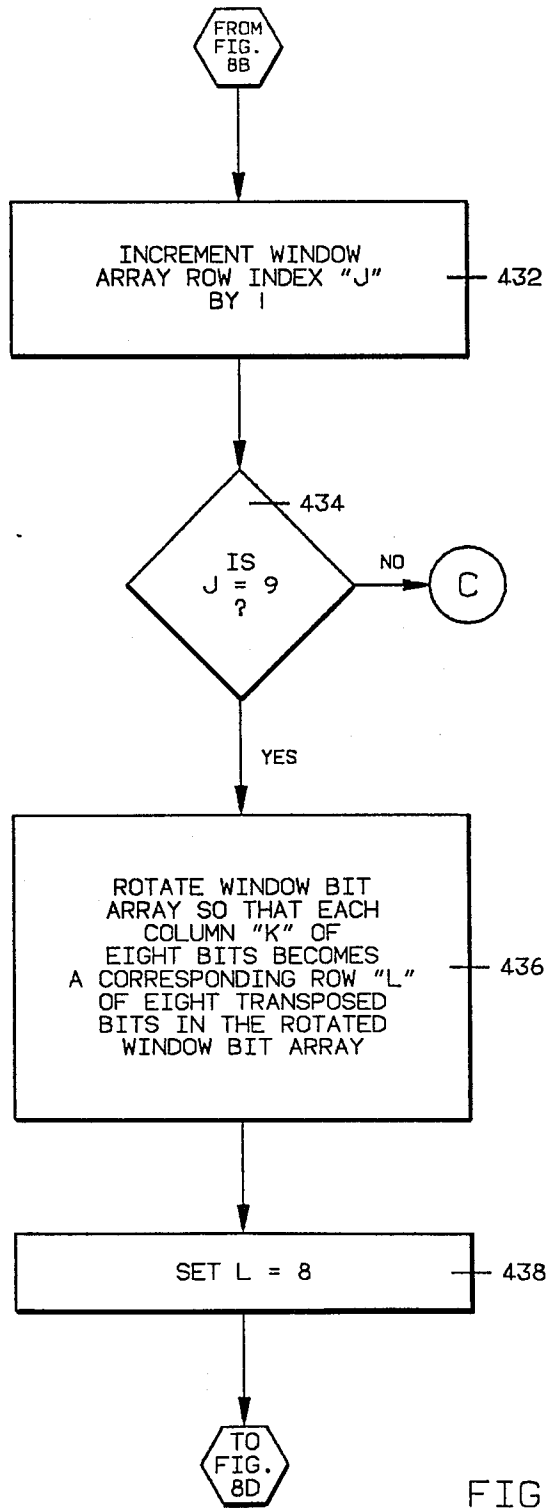 FROM
FIG.
8B
INCREMENT WINDOW
ARRAY ROW INDEX "J"
BY 1
432
434
IS
J = 9
?
NO
C
YES
ROTATE WINDOW BIT
ARRAY SO THAT EACH
COLUMN "K" OF
EIGHT BITS BECOMES
A CORRESPONDING ROW "L"
OF EIGHT TRANSPOSED
BITS IN THE ROTATED
WINDOW BIT ARRAY
436
SET L = 8
438
TO
FIG.
8D
FIG